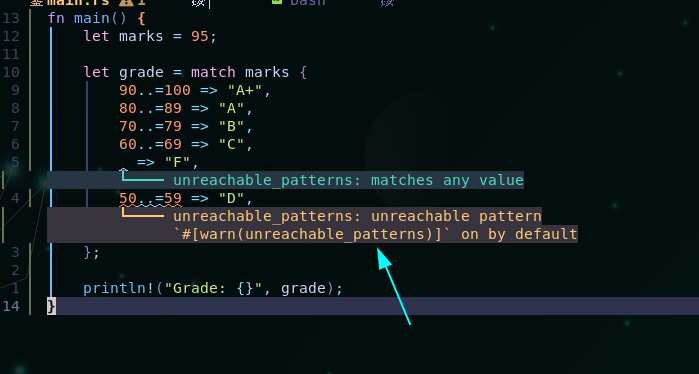 main.rs 1 bash
13 fn main() {
12 let marks = 95;
11
10 let grade = match marks {
9 90..=100 => "A+",
8 80..=89 => "A",
7 70..=79 => "B",
6 60..=69 => "C",
5 _ => "F",
unreachable_patterns: matches any value
4 50..=59 => "D",
unreachable_patterns: unreachable pattern
`#[warn(unreachable_patterns)]` on by default
3 };
2
1 println!("Grade: {}", grade);
14 }